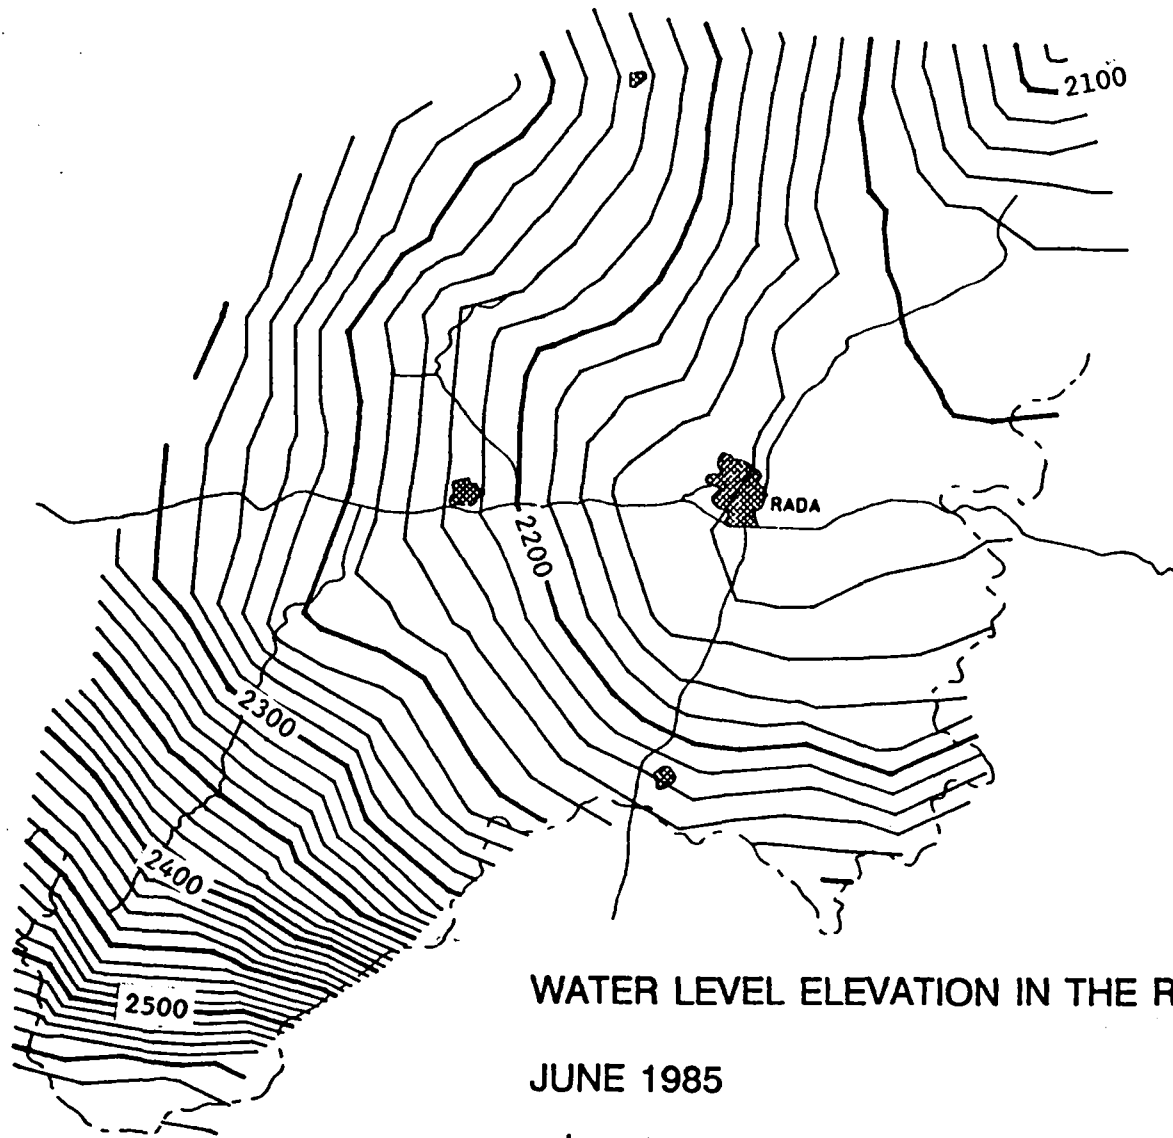 2100
RADA
2200
2300
2400
2500
WATER LEVEL ELEVATION IN THE R
JUNE 1985